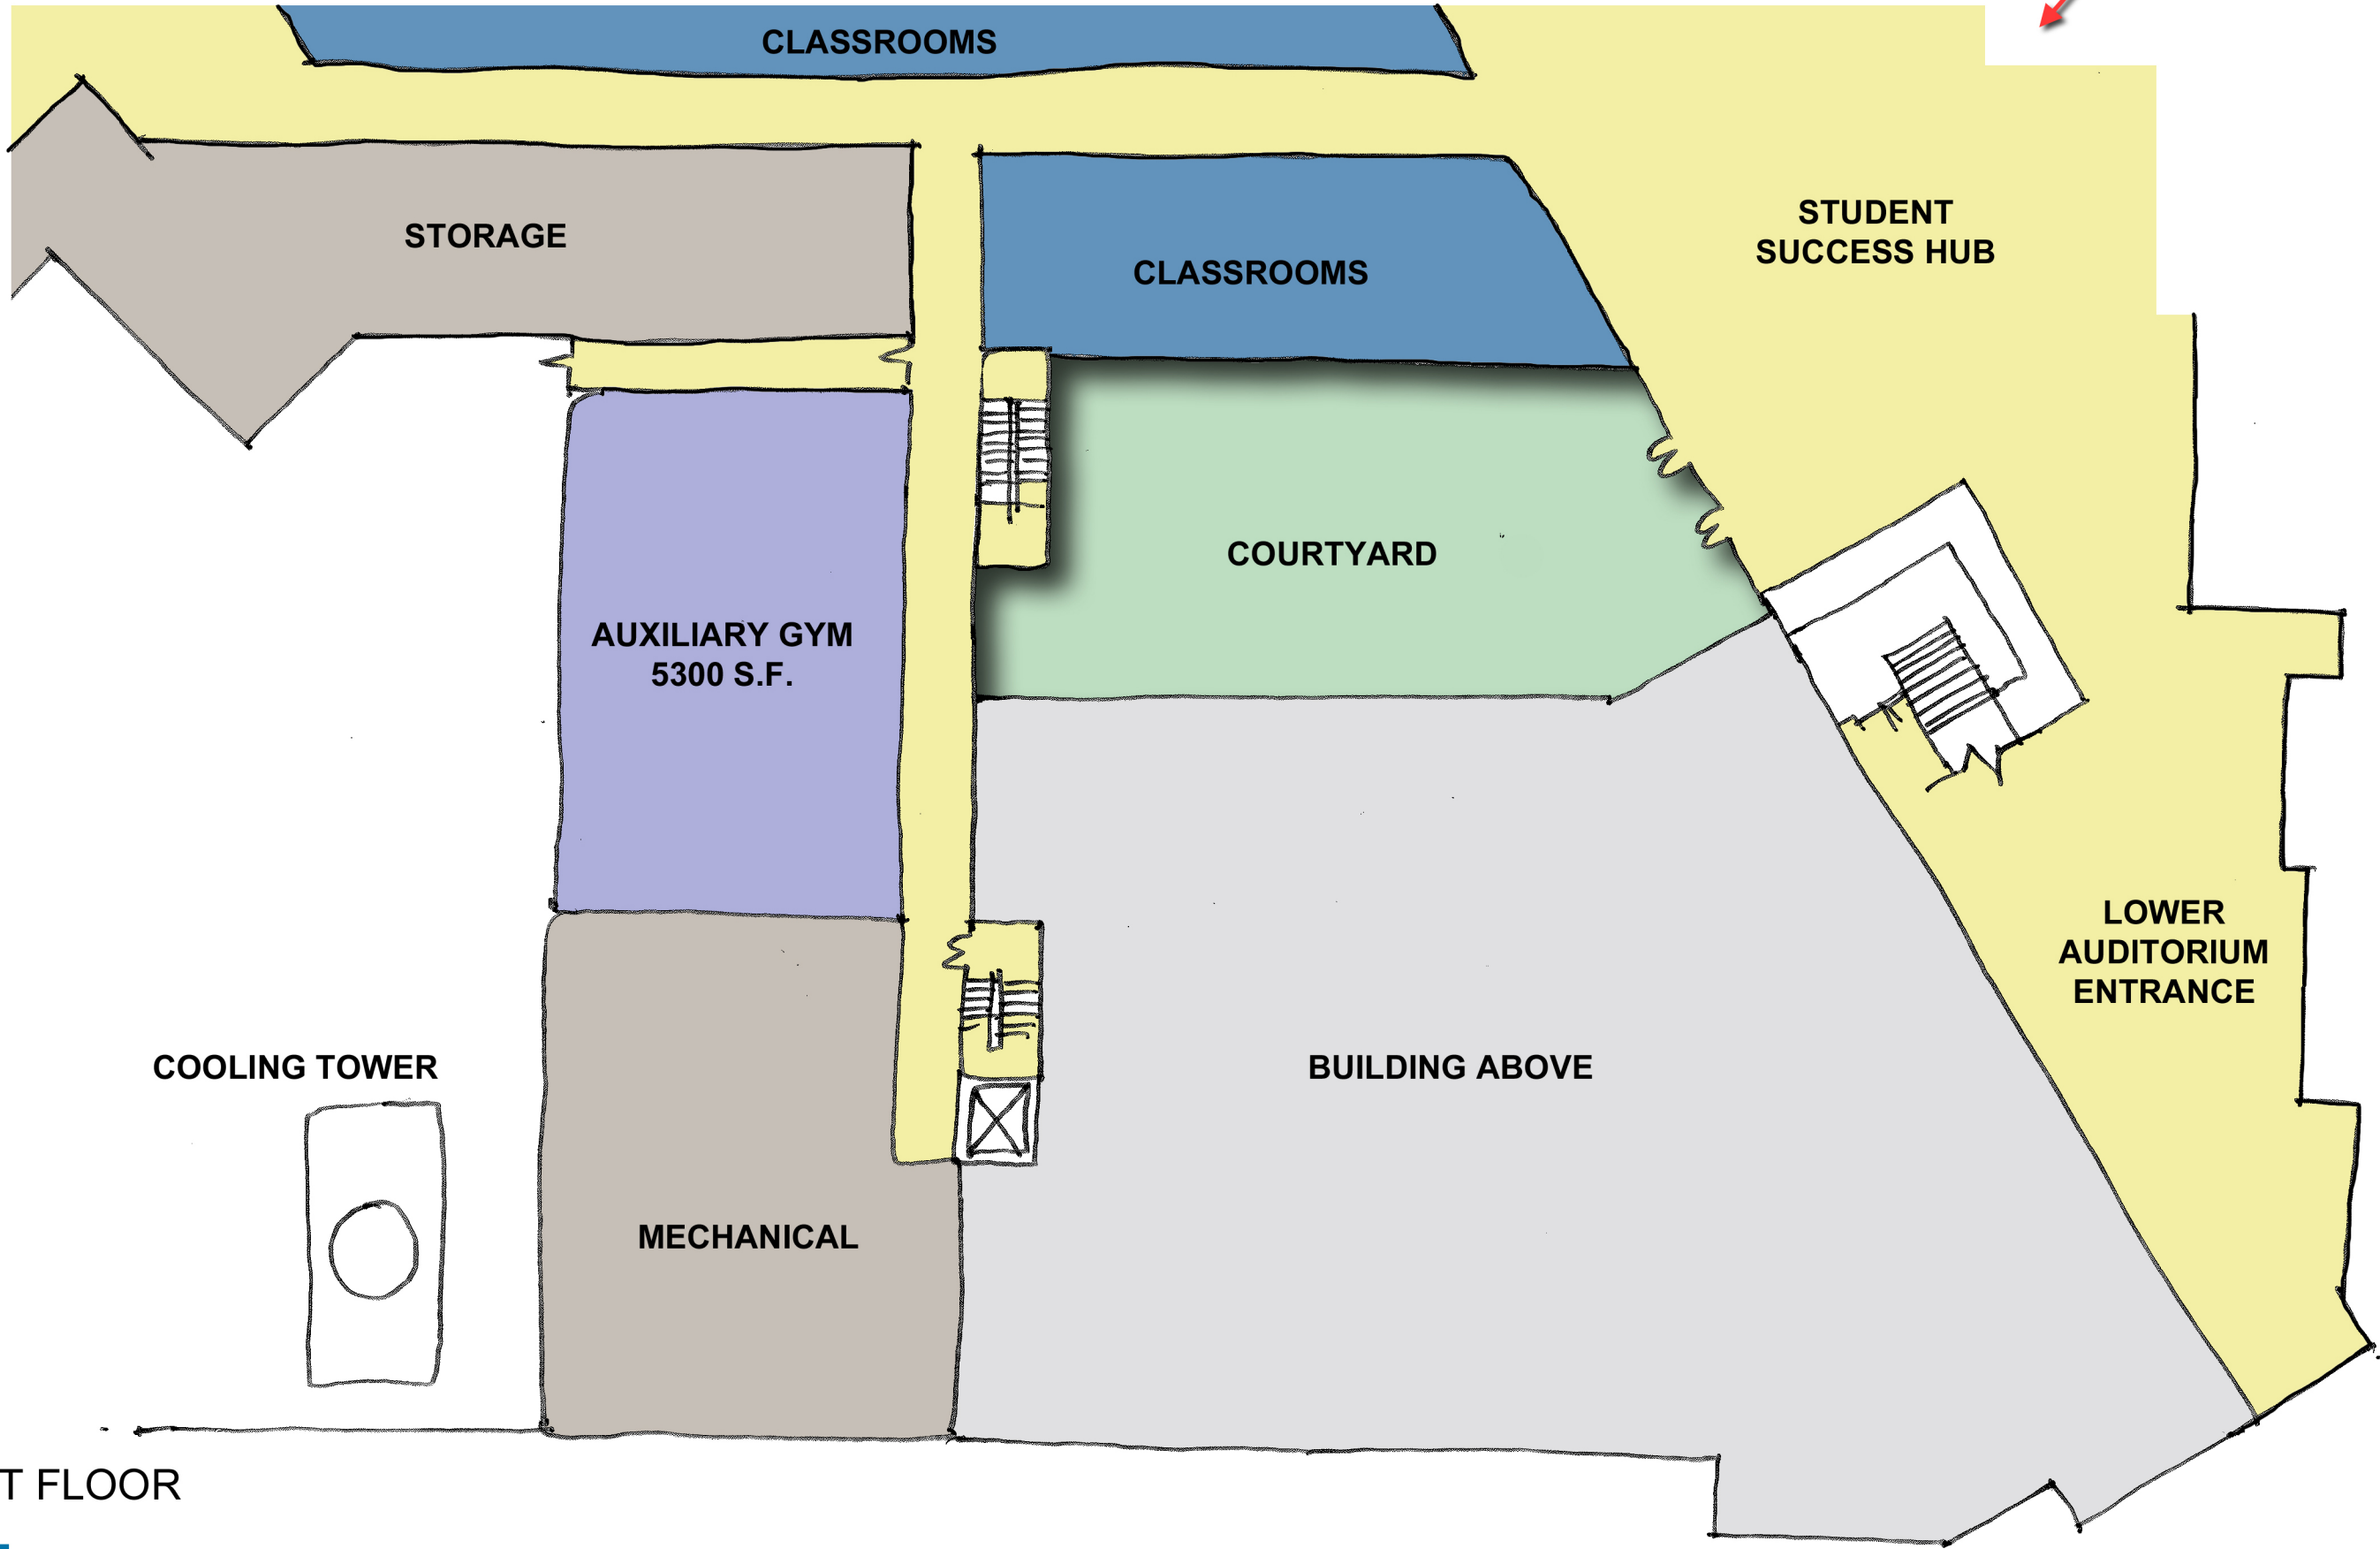 CLASSROOMS
STORAGE
CLASSROOMS
STUDENT
SUCCESS HUB
COURTYARD
AUXILIARY GYM
5300 S.F.
LOWER
AUDITORIUM
ENTRANCE
COOLING TOWER
BUILDING ABOVE
MECHANICAL
T FLOOR